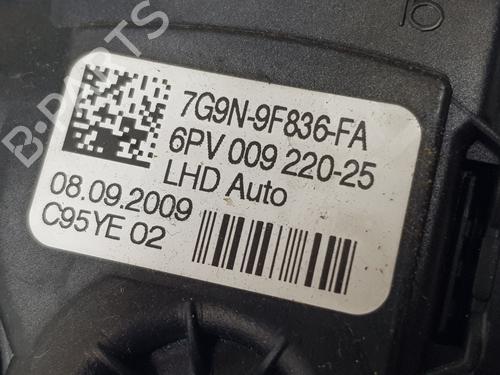 7G9N-9F836-FA
6PV 009 220-25
LHD Auto
08.09.2009
C95YE 02
B-PARTS